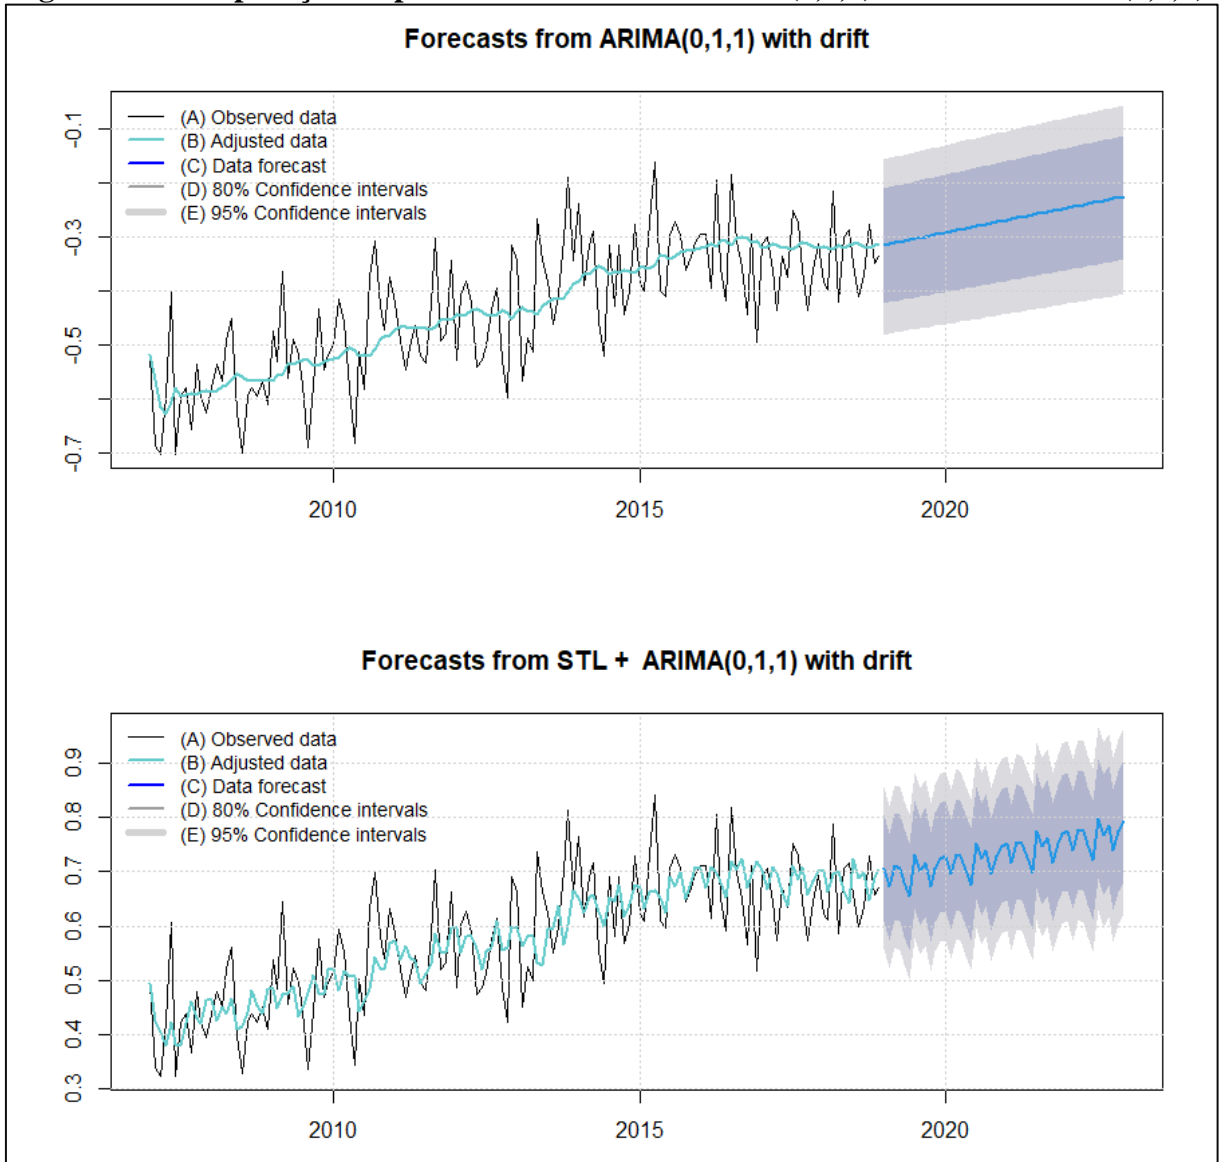 Forecasts from ARIMA(0,1,1) with drift
(A) Observed data
(B) Adjusted data
(C) Data forecast
(D) 80% Confidence intervals
(E) 95% Confidence intervals
-0.1
-0.3
-0.5
-0.7
2010 2015 2020
Forecasts from STL + ARIMA(0,1,1) with drift
(A) Observed data
(B) Adjusted data
(C) Data forecast
(D) 80% Confidence intervals
(E) 95% Confidence intervals
0.9
0.8
0.7
0.6
0.5
0.4
0.3
2010 2015 2020